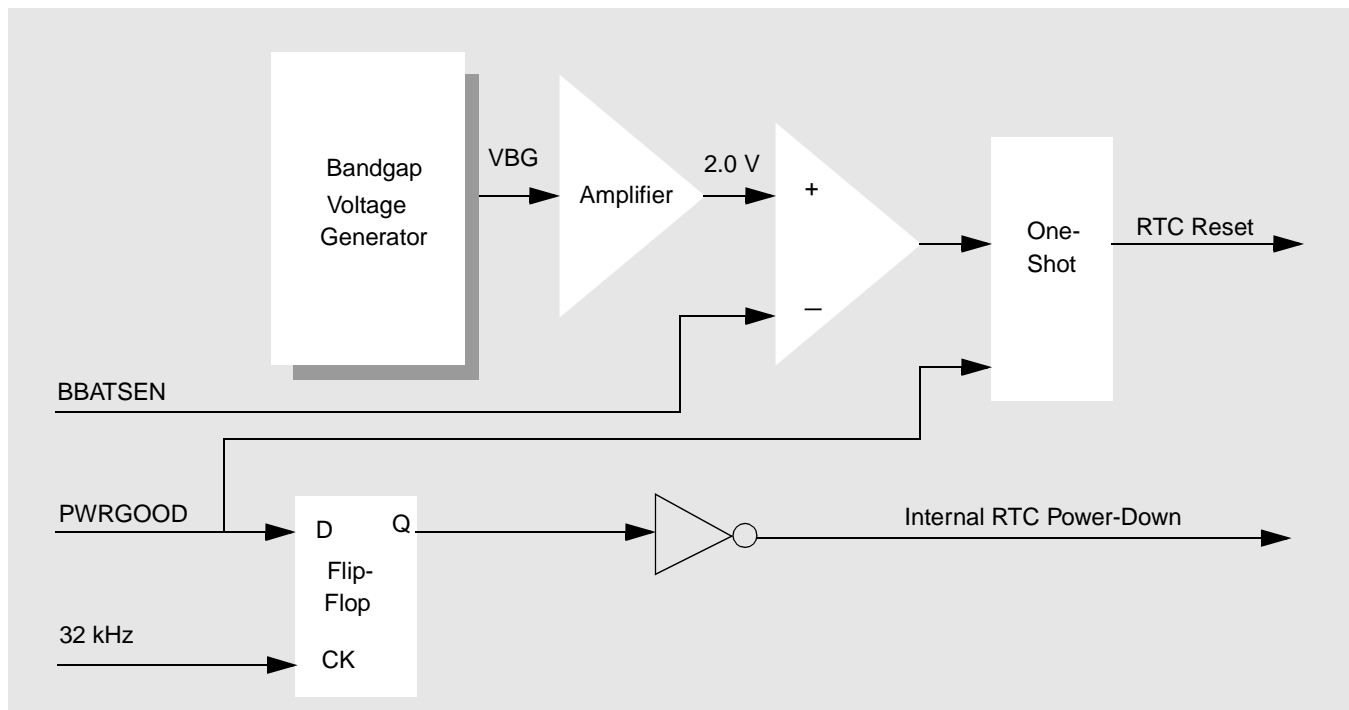 Bandgap
Voltage
Generator
VBG
Amplifier
2.0 V
+
–
One-
Shot
RTC Reset
BBATSEN
PWRGOOD
D
Q
Flip-
Flop
CK
32 kHz
Internal RTC Power-Down